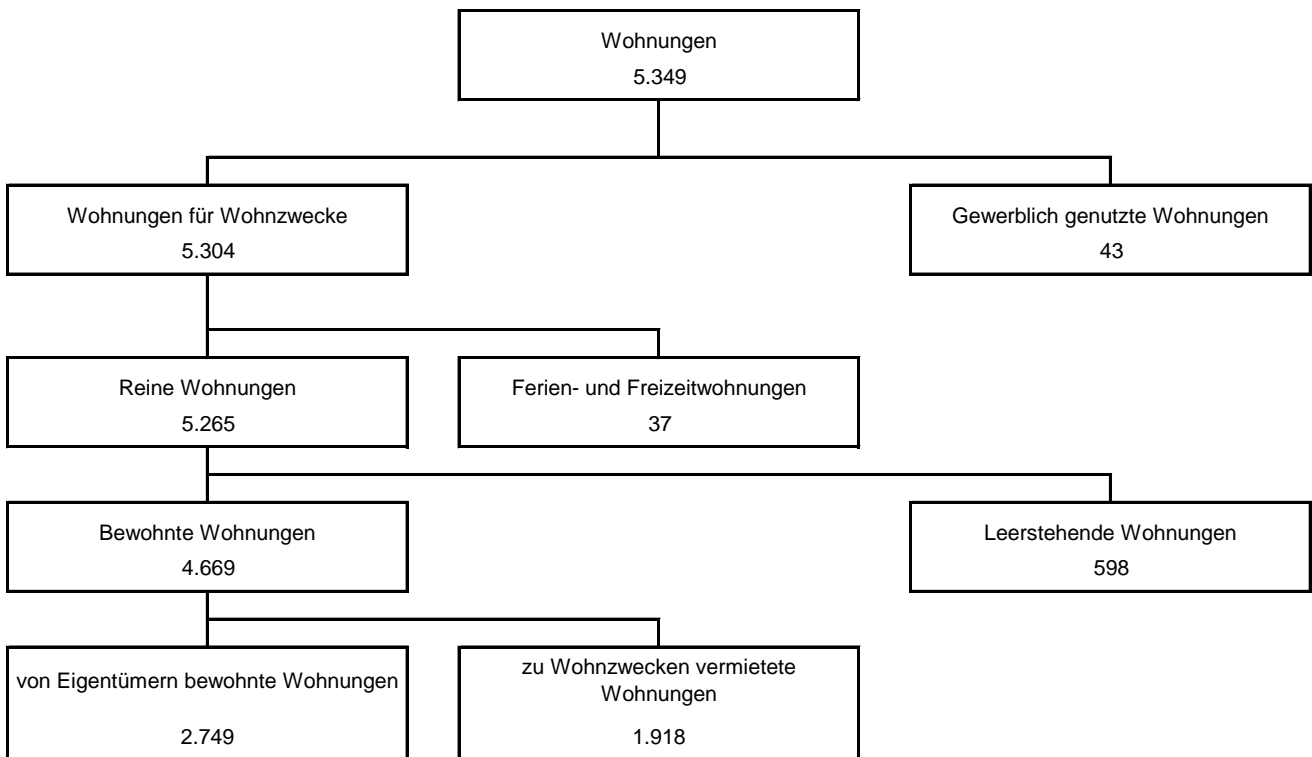 Wohnungen
5.349
Wohnungen für Wohnzwecke
5.304
Gewerblich genutzte Wohnungen
43
Reine Wohnungen
5.265
Ferien- und Freizeitwohnungen
37
Bewohnte Wohnungen
4.669
Leerstehende Wohnungen
598
von Eigentümern bewohnte Wohnungen
2.749
zu Wohnzwecken vermietete
Wohnungen
1.918